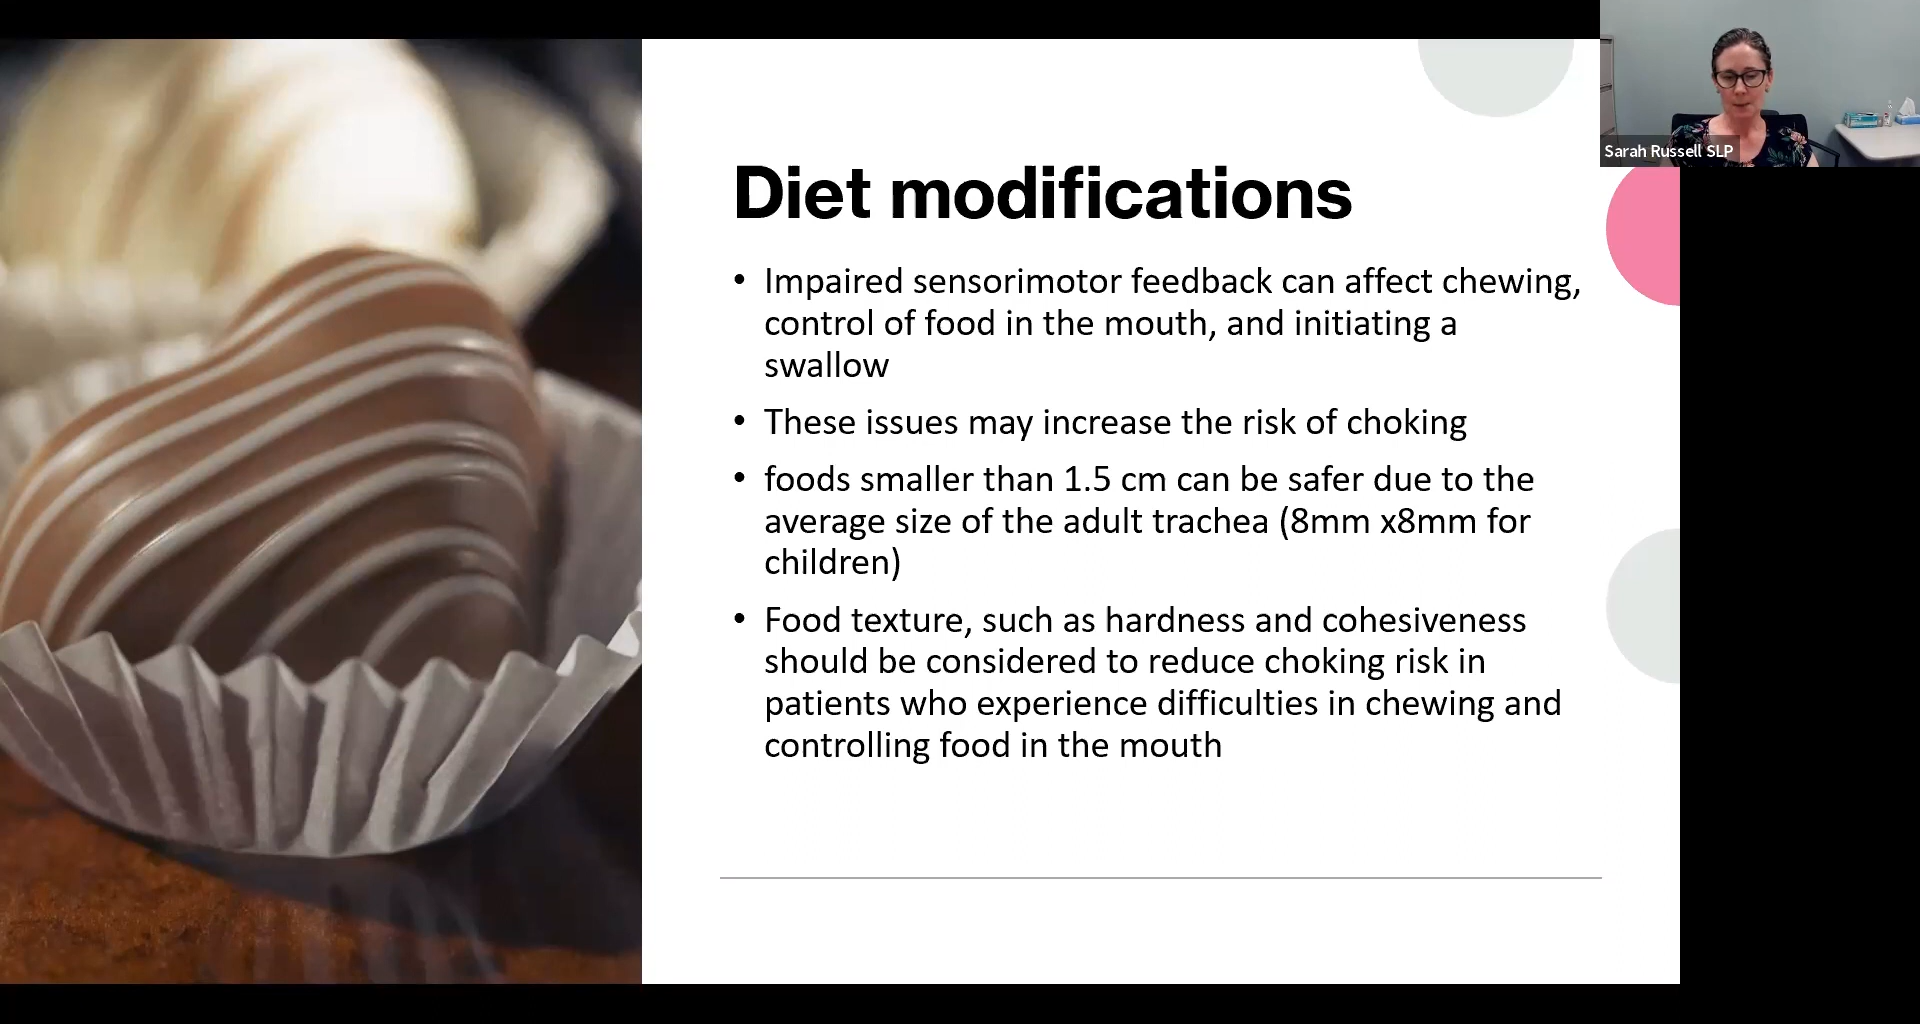 Sarah Russell SLP
Diet modifications
• Impaired sensorimotor feedback can affect chewing,
control of food in the mouth, and initiating a
swallow
• These issues may increase the risk of choking
• foods smaller than 1.5 cm can be safer due to the
average size of the adult trachea (8mm x8mm for
children)
• Food texture, such as hardness and cohesiveness
should be considered to reduce choking risk in
patients who experience difficulties in chewing and
controlling food in the mouth